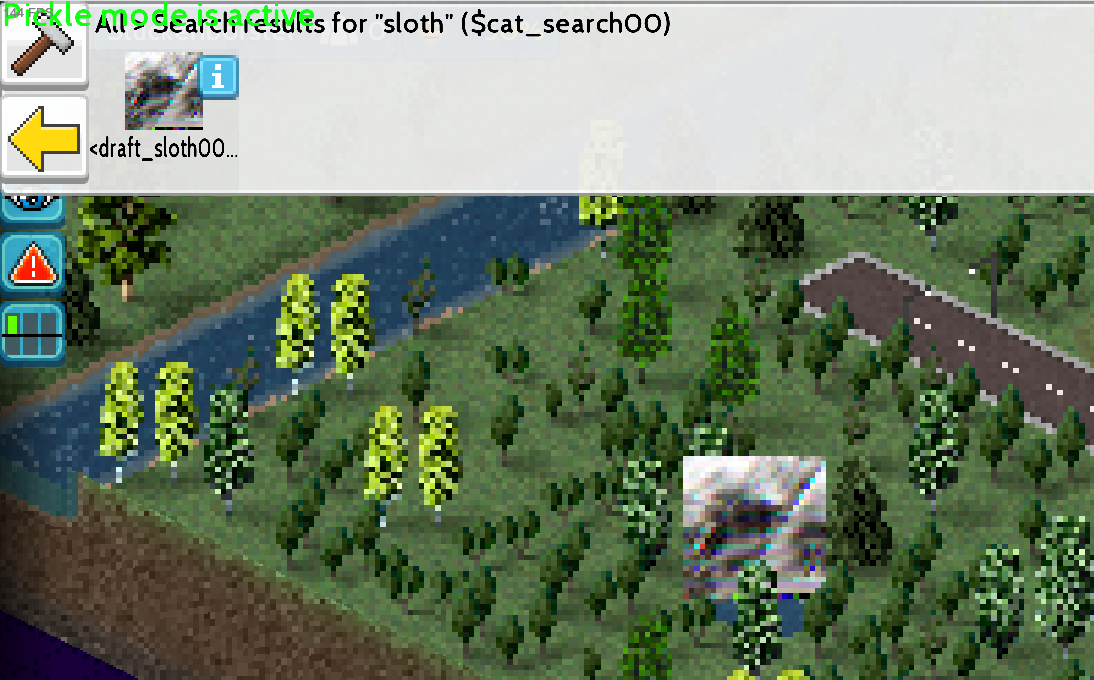 Pickle mode is active
All > Search results for "sloth" ($cat_search00)
<draft_sloth00...